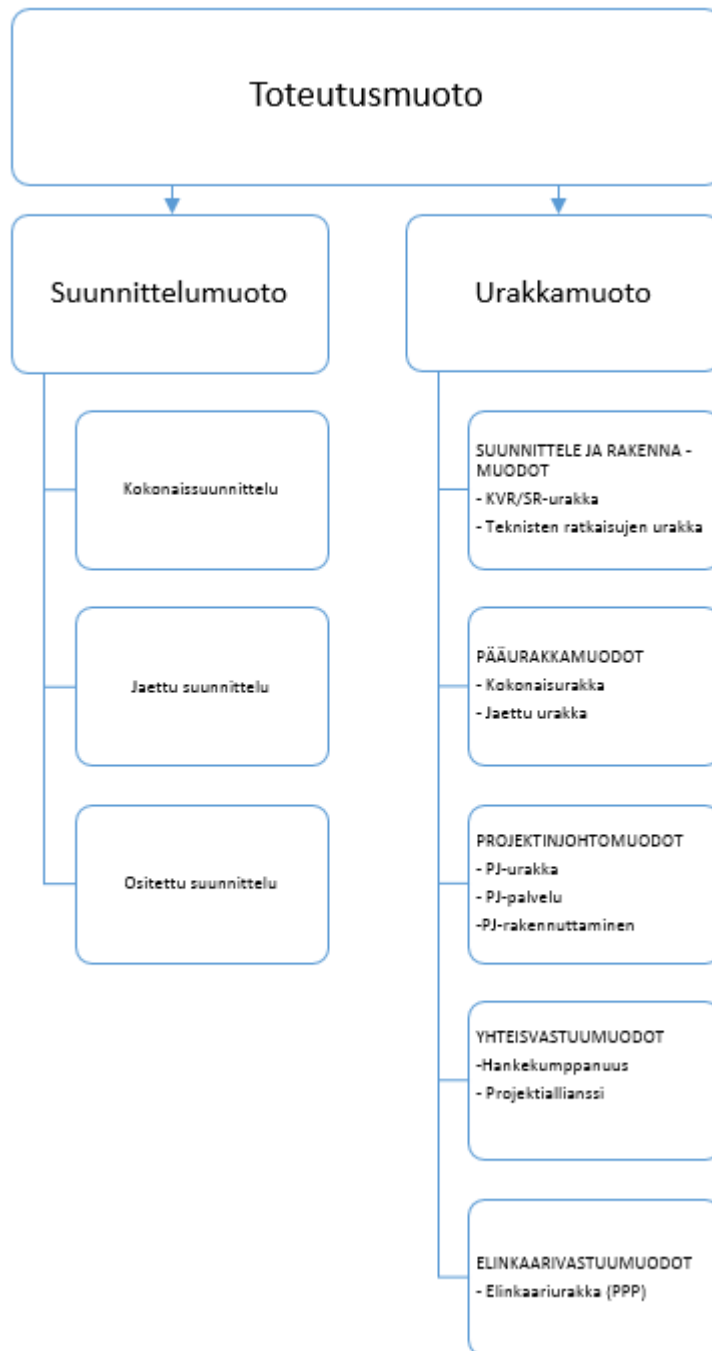 Toteutusmuoto
Suunnittelumuoto
Kokonaissuunnittelu
Jaettu suunnittelu
Ositettu suunnittelu
Urakkamuoto
SUUNNITTELE JA RAKENNA -
MUODOT
- KVR/SR-urakka
- Teknisten ratkaisujen urakka
PÄÄURAKKAMUODOT
- Kokonaisurakka
- Jaettu urakka
PROJEKTINJOHTOMUODOT
- PJ-urakka
- PJ-palvelu
-PJ-rakennuttaminen
YHTEISVASTUUMUODOT
-Hankekumppanuus
- Projektiallianssi
ELINKAARIVASTUUMUODOT
- Elinkaariurakka (PPP)